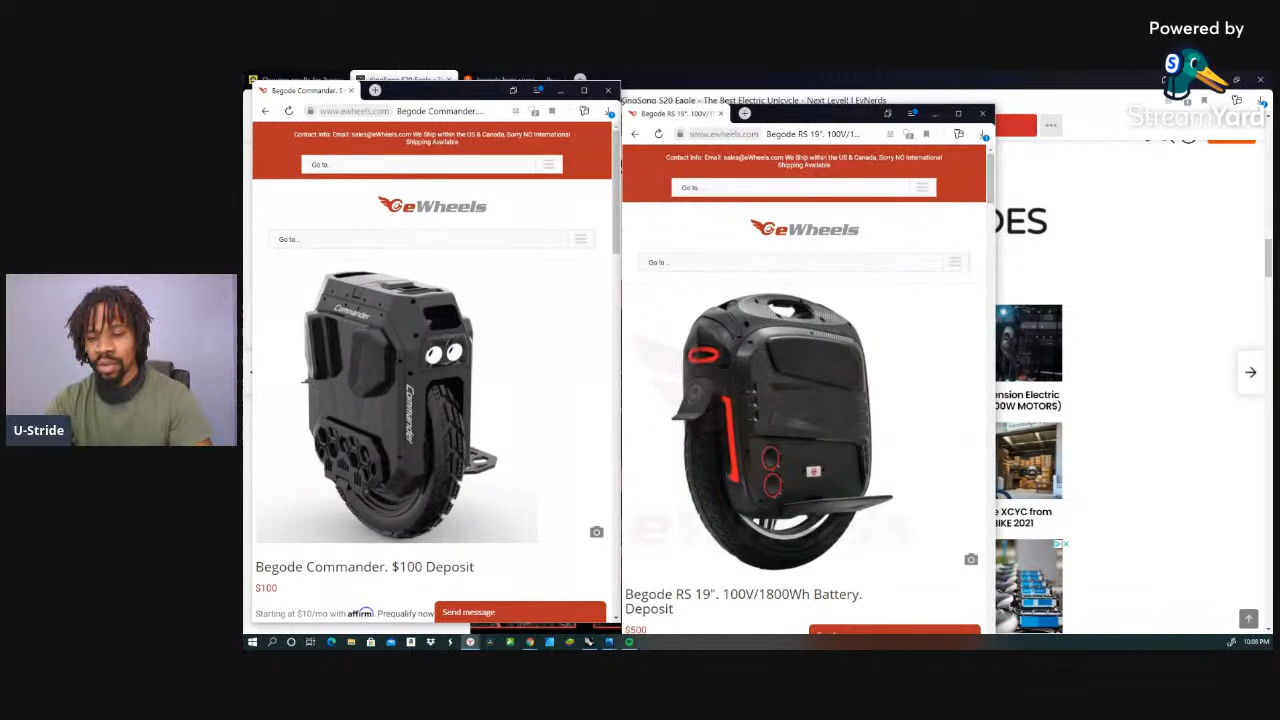 Powered by
StreamYard
Begode Commander. $
www.ewheels.com Begode Commander....
Contact Info: Email: sales@eWheels.com We Ship within the US & Canada, Sorry NO International
Shipping Available
Go to...
eWheels
Go to...
Commander
Commander
Begode Commander. $100 Deposit
$100
Starting at $10/mo with affirm. Prequalify now
Send message
KingSong S20 Eagle - The Best Electric Unicycle - Next Level! | EvNerds
Begode RS 19". 100V/1
www.ewheels.com Begode RS 19". 100V/1...
Contact Info: Email: sales@eWheels.com We Ship within the US & Canada, Sorry NO International
Shipping Available
Go to...
eWheels
Go to...
Begode RS 19". 100V/1800Wh Battery.
Deposit
$500
DES
ension Electric
00W MOTORS)
e XCYC from
BIKE 2021
U-Stride
10:08 PM